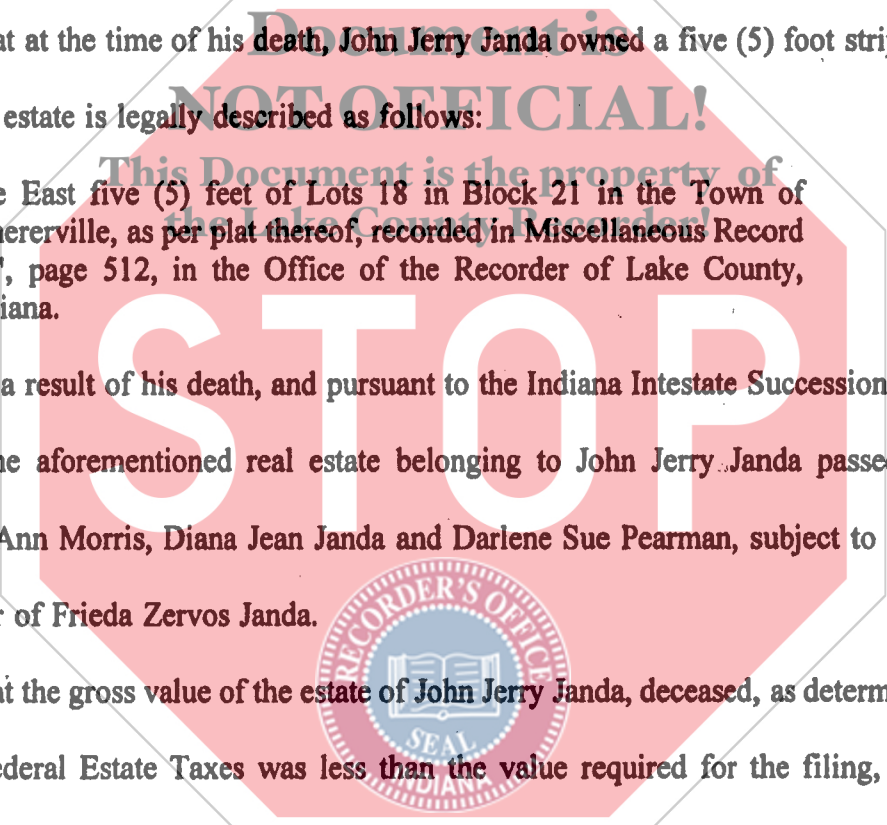 at at the time of his death, John Jerry Janda owned a five (5) foot strip
Document is
estate is legally described as follows:
NOT OFFICIAL!
This Document is the property of
e East five (5) feet of Lots 18 in Block 21 in the Town of
the Lake County Recorder!
ererville, as per plat thereof, recorded in Miscellaneous Record
", page 512, in the Office of the Recorder of Lake County,
iana.
STOP
a result of his death, and pursuant to the Indiana Intestate Succession
e aforementioned real estate belonging to John Jerry Janda passe
Ann Morris, Diana Jean Janda and Darlene Sue Pearman, subject to
r of Frieda Zervos Janda.
RECORDER'S OFFICE
at the gross value of the estate of John Jerry Janda, deceased, as determ
SEAL
ederal Estate Taxes was less than the value required for the filing,
INDIANA